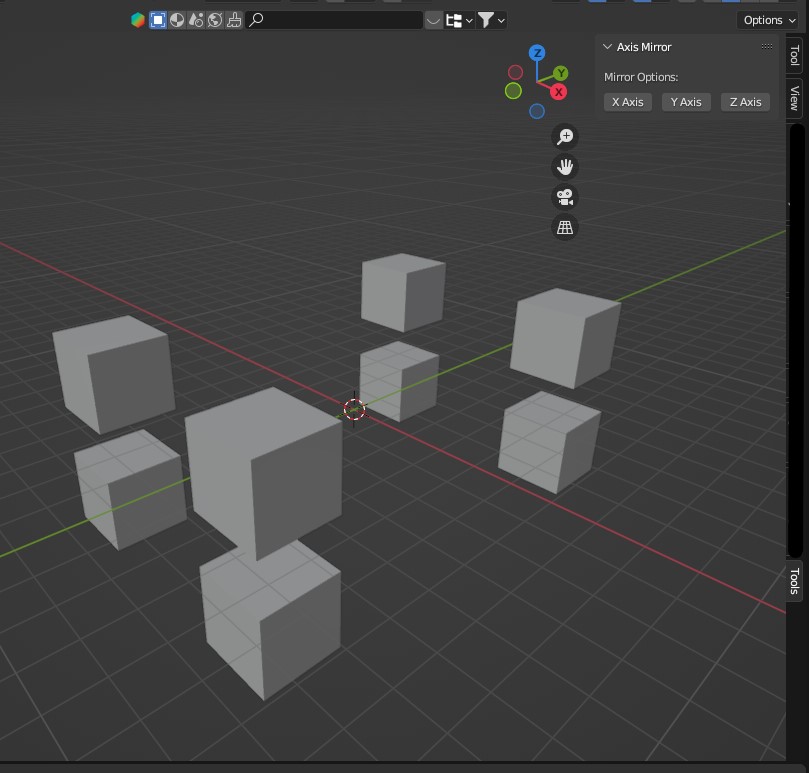 Options
Axis Mirror
Mirror Options:
X Axis Y Axis Z Axis
Z
Y
X
Tool
View
Tools